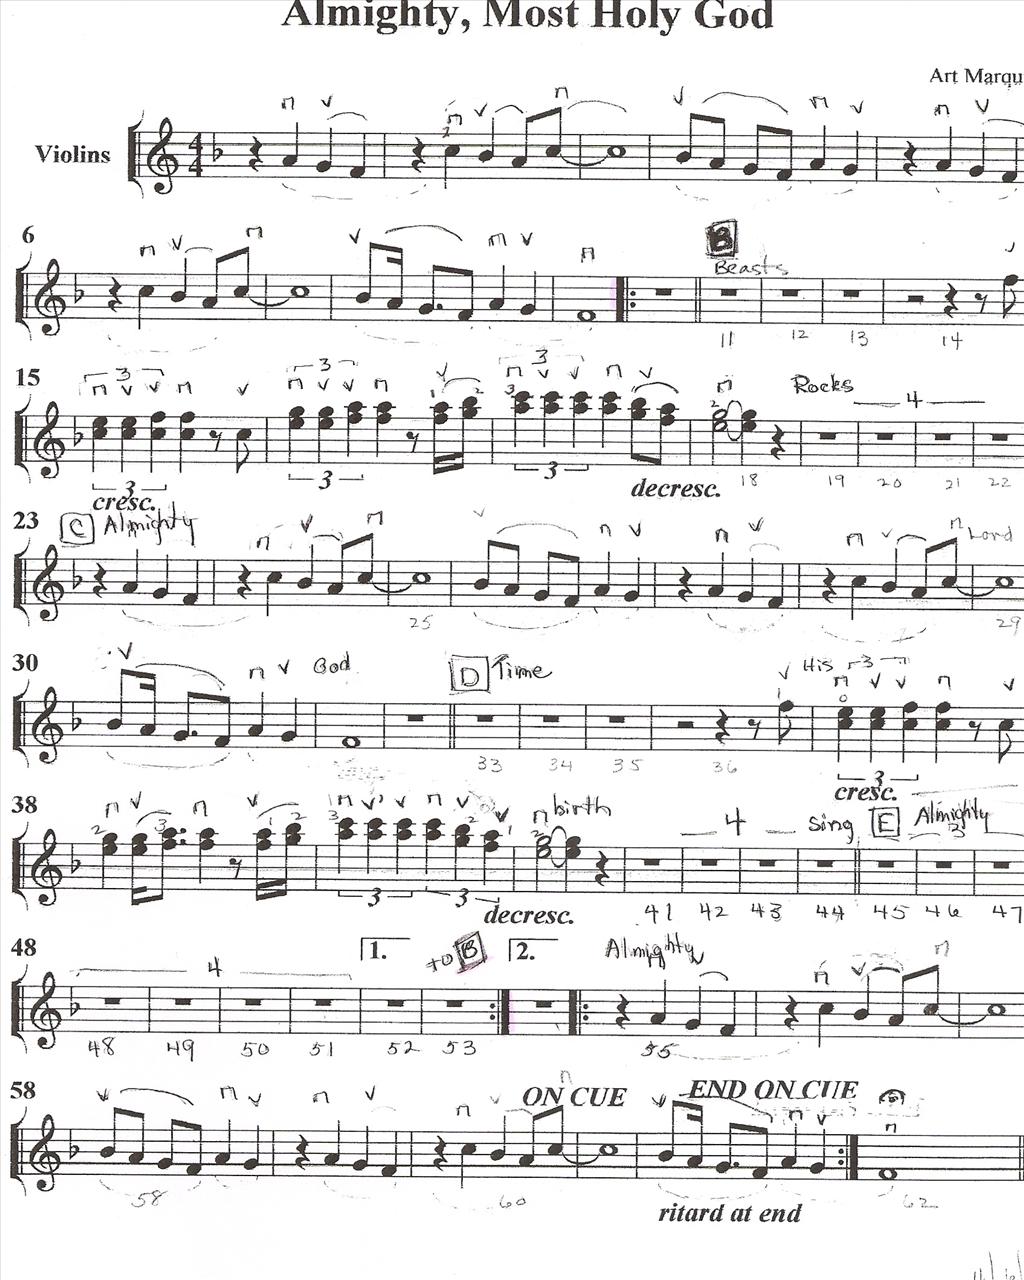 Almighty, Most Holy God
Art Marqu
Violins
2
6
B
Beasts
11 12 13 14
15
3 3 3
Rocks 4
3 3 3
cresc.
decresc.
18 19 20 21 22
23
C Almighty
Lord
25 29
30
God
D Time
His 3
33 34 35 36
3
cresc.
38
birth
4 sing E Almighty
3 3
decresc.
41 42 43 44 45 46 47
48
4
1.
to B
2.
Almighty
48 49 50 51 52 53 55
58
ON CUE
END ON CUE
58 60 62
ritard at end